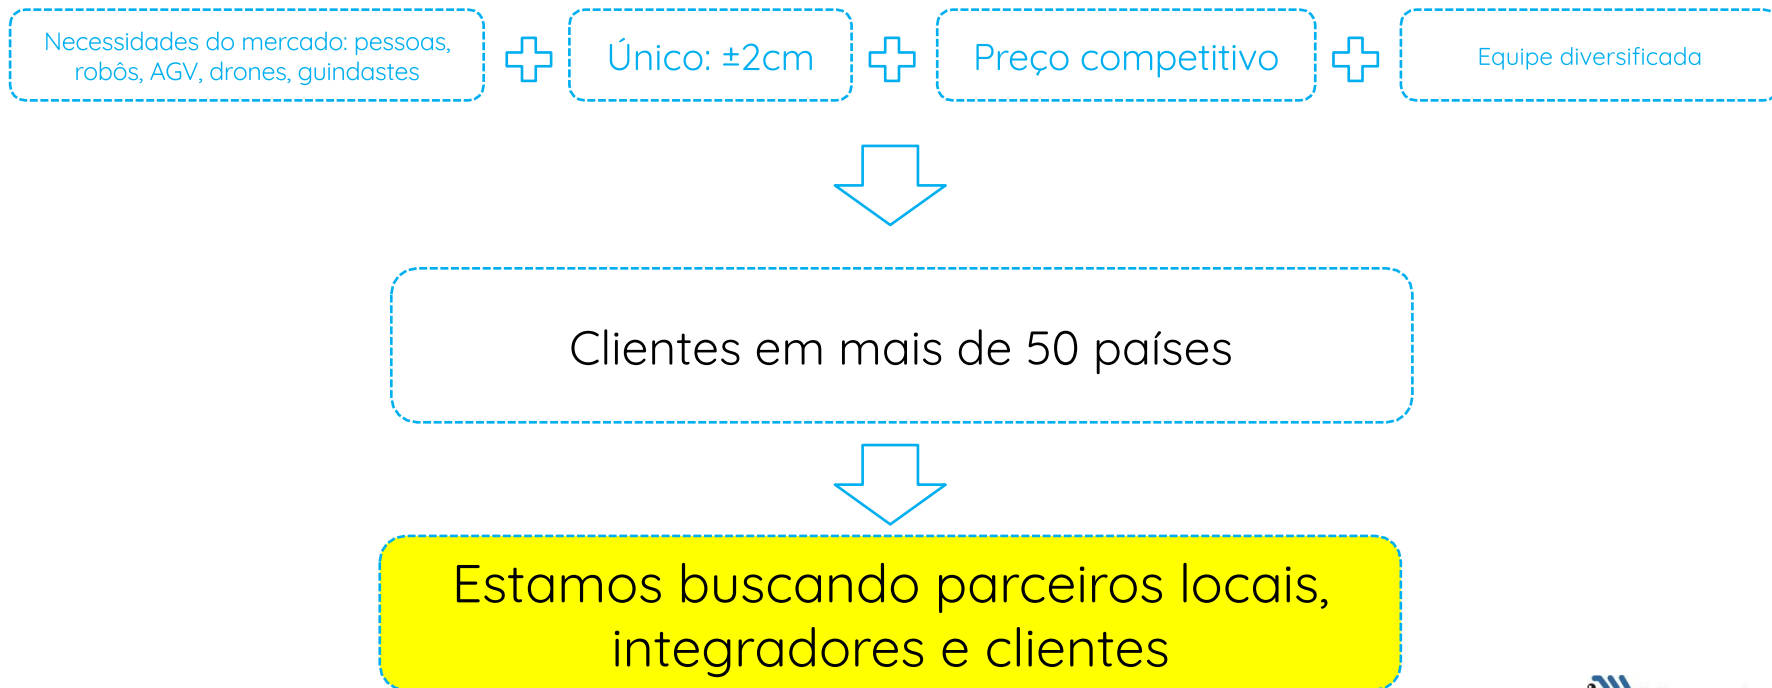 Necessidades do mercado: pessoas,
robôs, AGV, drones, guindastes
Único: ±2cm
Preço competitivo
Equipe diversificada
Clientes em mais de 50 países
Estamos buscando parceiros locais,
integradores e clientes